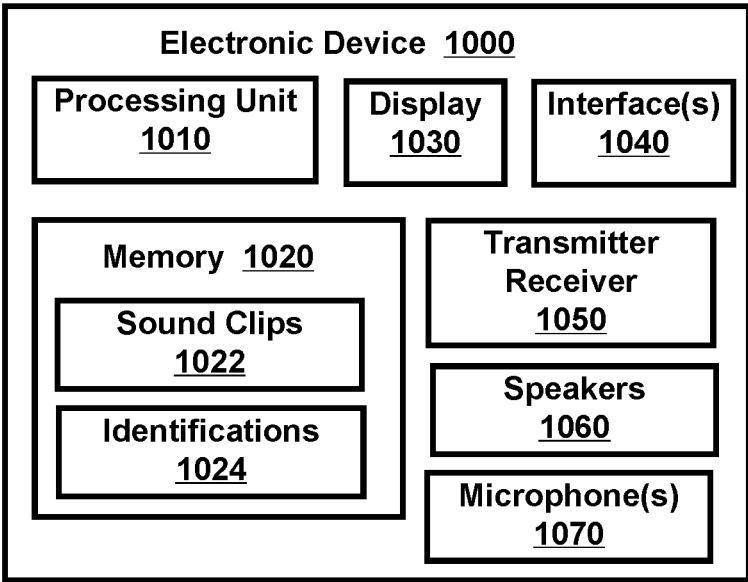 Electronic Device 1000
Processing Unit
1010
Display
1030
Interface(s)
1040
Memory 1020
Sound Clips
1022
Identifications
1024
Transmitter
Receiver
1050
Speakers
1060
Microphone(s)
1070